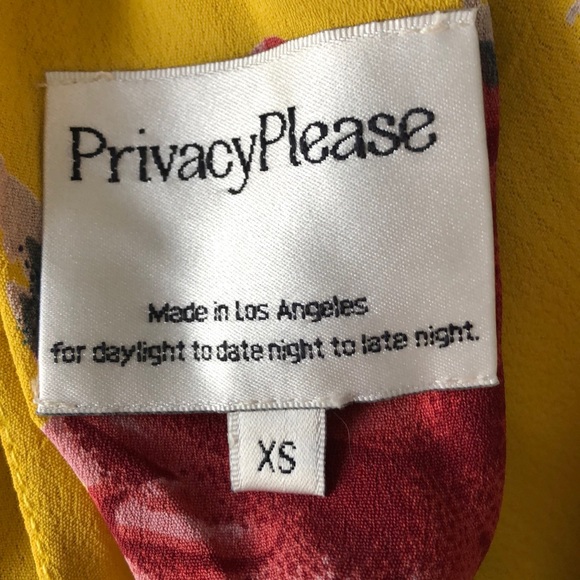 PrivacyPlease
Made in Los Angeles
for daylight to date night to late night.
XS